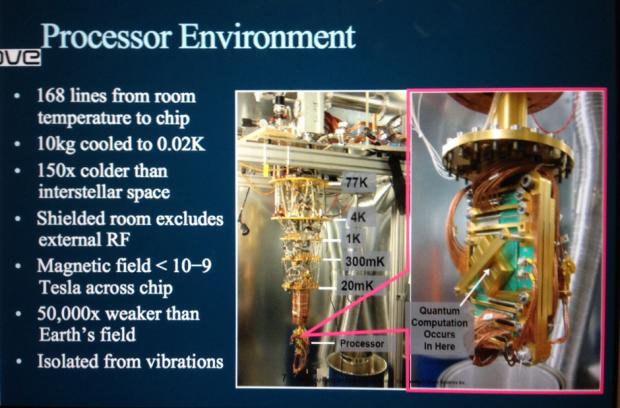 Processor Environment
• 168 lines from room
temperature to chip
• 10kg cooled to 0.02K
• 150x colder than
interstellar space
• Shielded room excludes
external RF
• Magnetic field < 10−9
Tesla across chip
• 50,000x weaker than
Earth's field
• Isolated from vibrations
77K
4K
1K
300mK
20mK
Processor
Quantum
Computation
Occurs
In Here